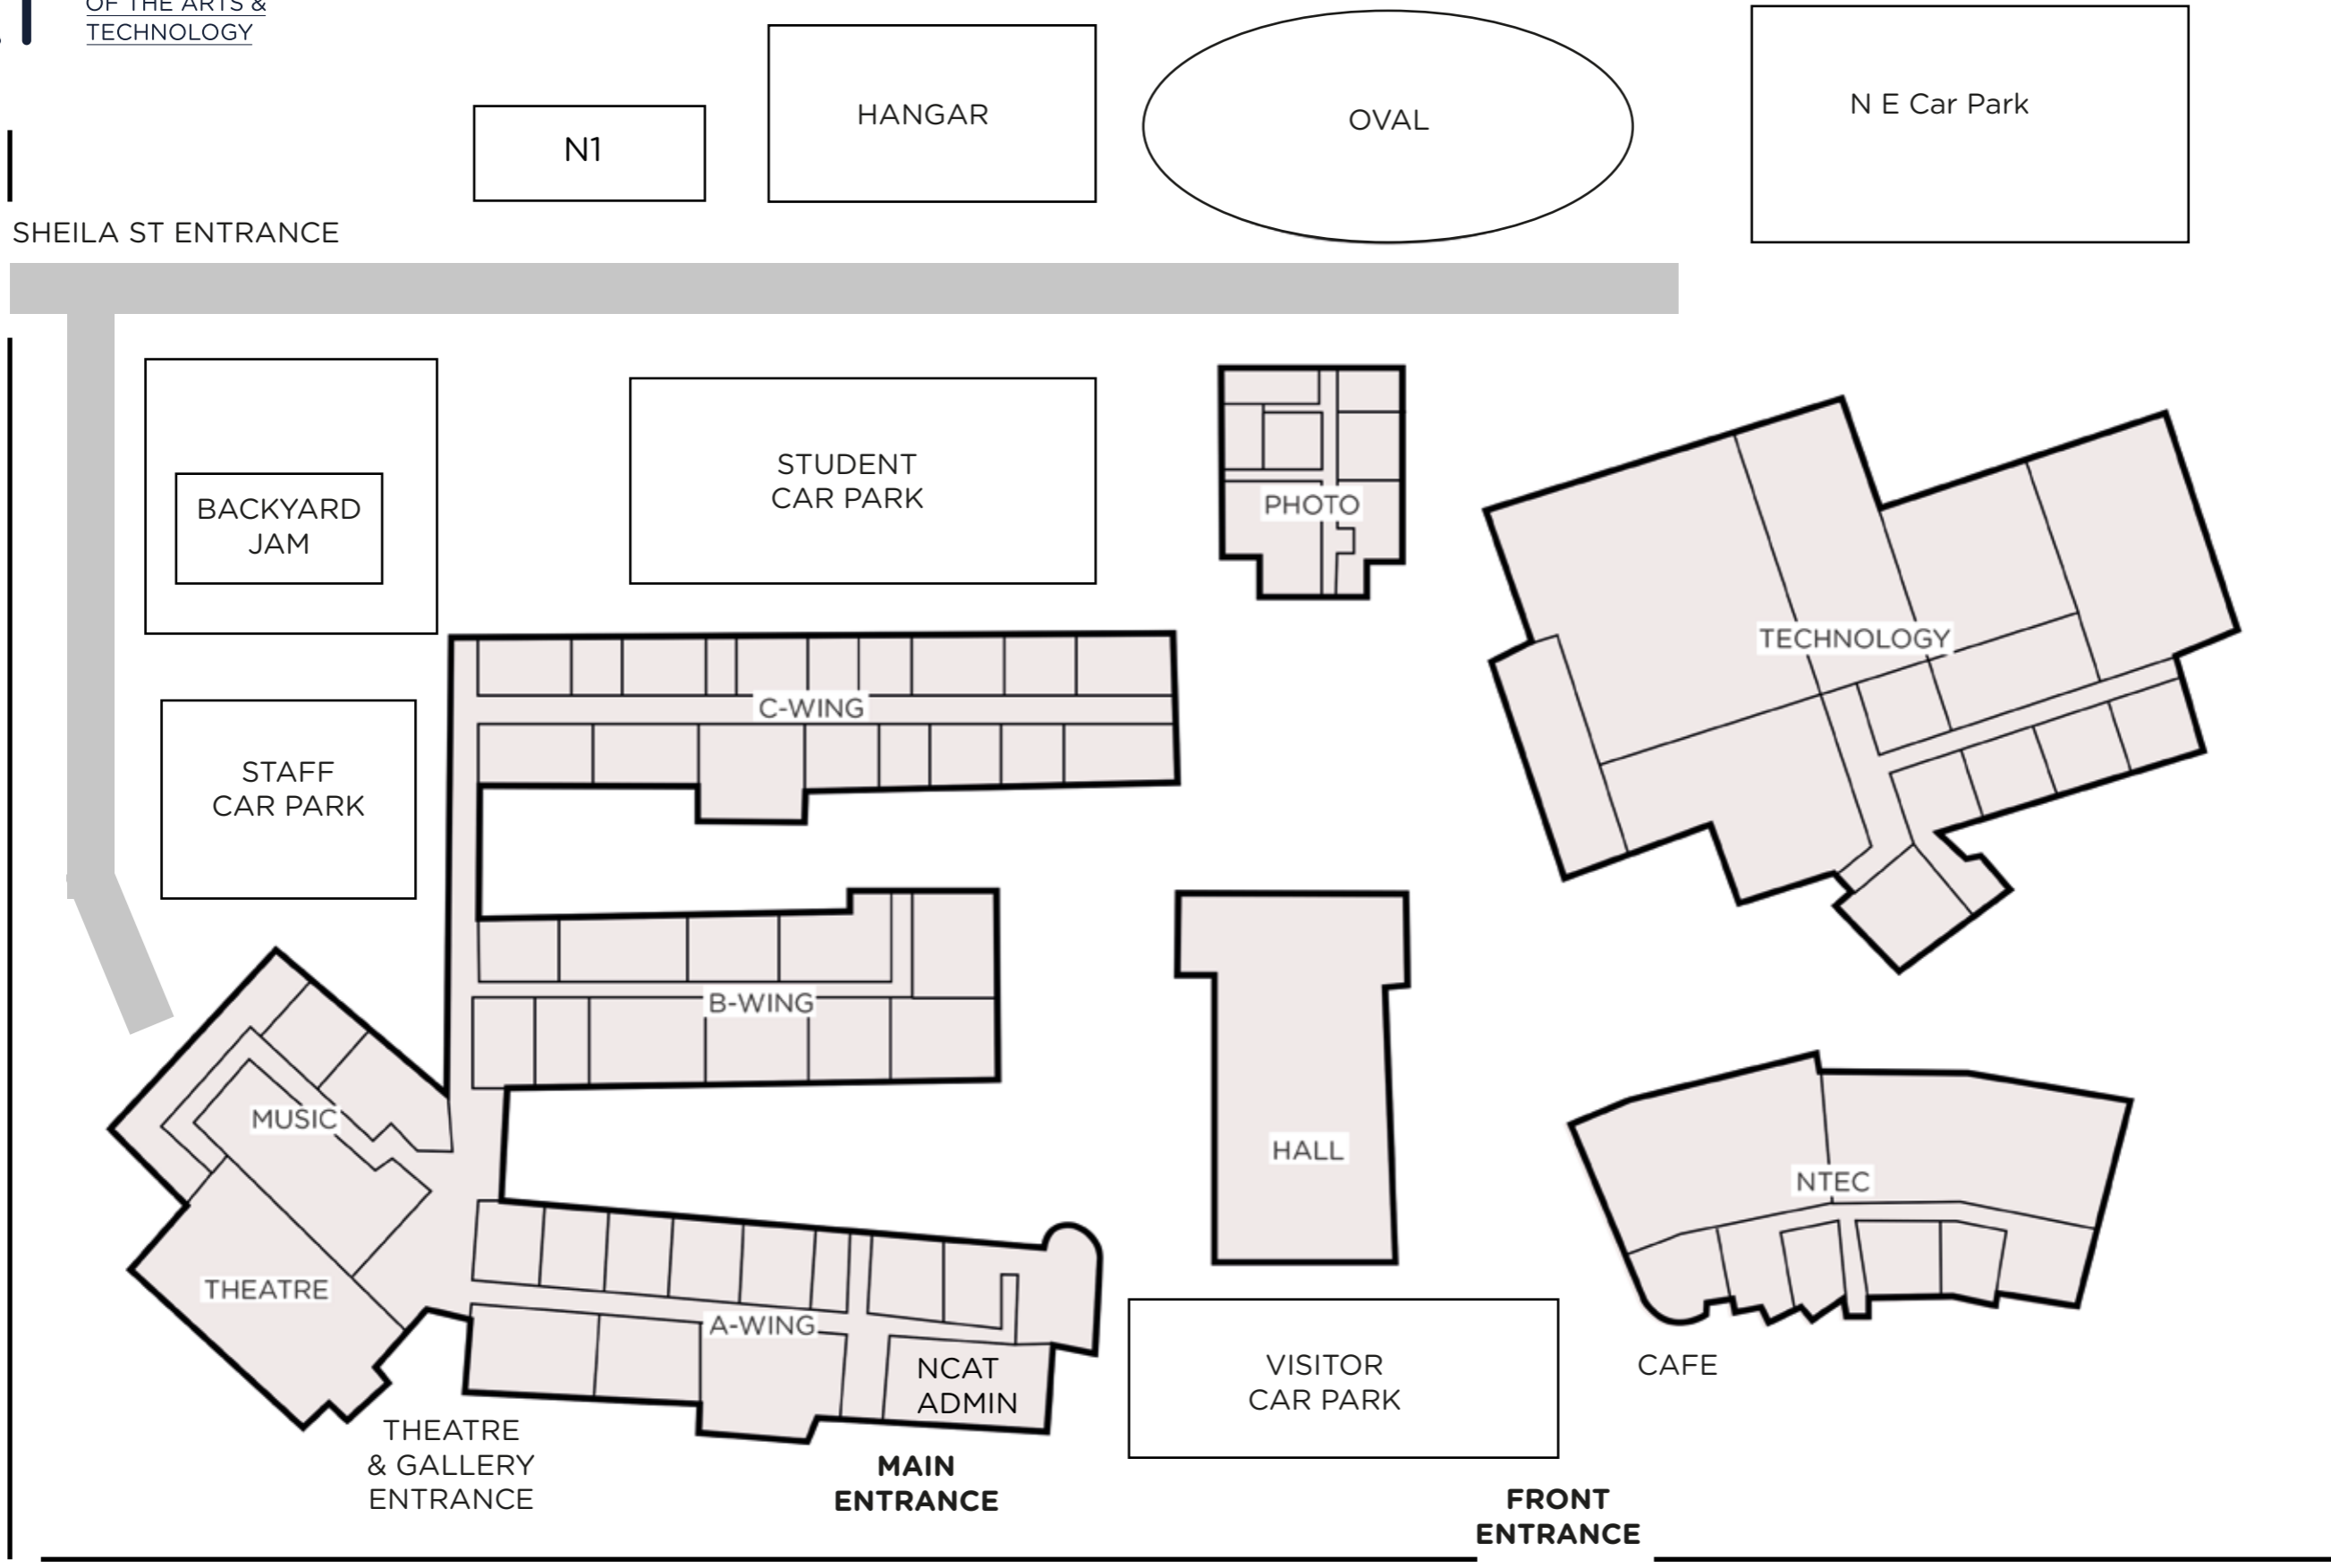 OF THE ARTS &
TECHNOLOGY
HANGAR
OVAL
N E Car Park
N1
SHEILA ST ENTRANCE
BACKYARD
JAM
STUDENT
CAR PARK
PHOTO
TECHNOLOGY
C-WING
STAFF
CAR PARK
B-WING
MUSIC
HALL
NTEC
THEATRE
A-WING
NCAT
ADMIN
VISITOR
CAR PARK
CAFE
THEATRE
& GALLERY
ENTRANCE
MAIN
ENTRANCE
FRONT
ENTRANCE